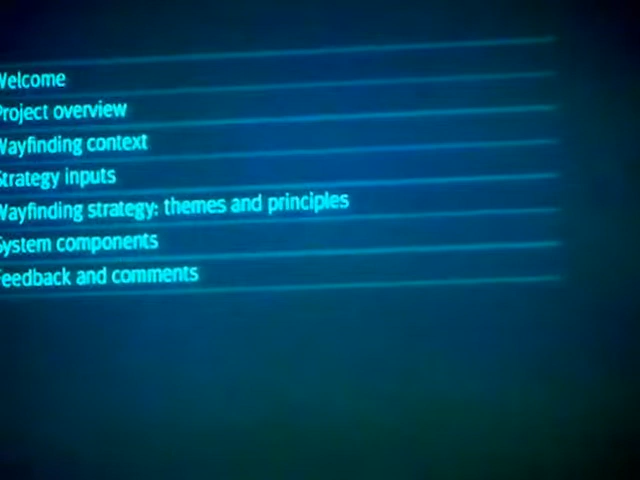 Welcome
Project overview
Wayfinding context
Strategy inputs
Wayfinding strategy: themes and principles
System components
Feedback and comments